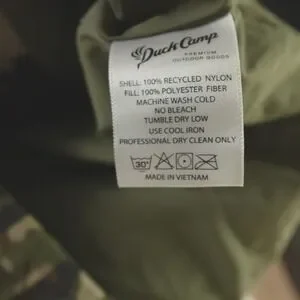 Duck Camp
PREMIUM
OUTDOOR GOODS
SHELL: 100% RECYCLED NYLON
FILL: 100% POLYESTER FIBER
MACHINE WASH COLD
NO BLEACH
TUMBLE DRY LOW
USE COOL IRON
PROFESSIONAL DRY CLEAN ONLY
30°
MADE IN VIETNAM